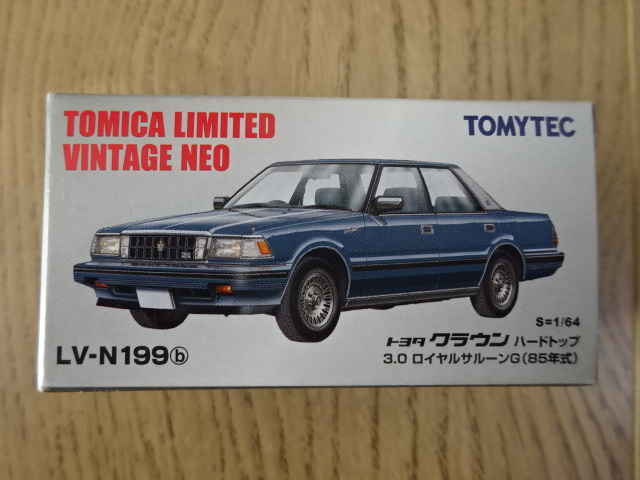 TOMICA LIMITED
VINTAGE NEO
TOMYTEC
S=1/64
トヨタ クラウン ハードトップ
3.0 ロイヤルサルーンG(85年式)
LV-N199ⓑ